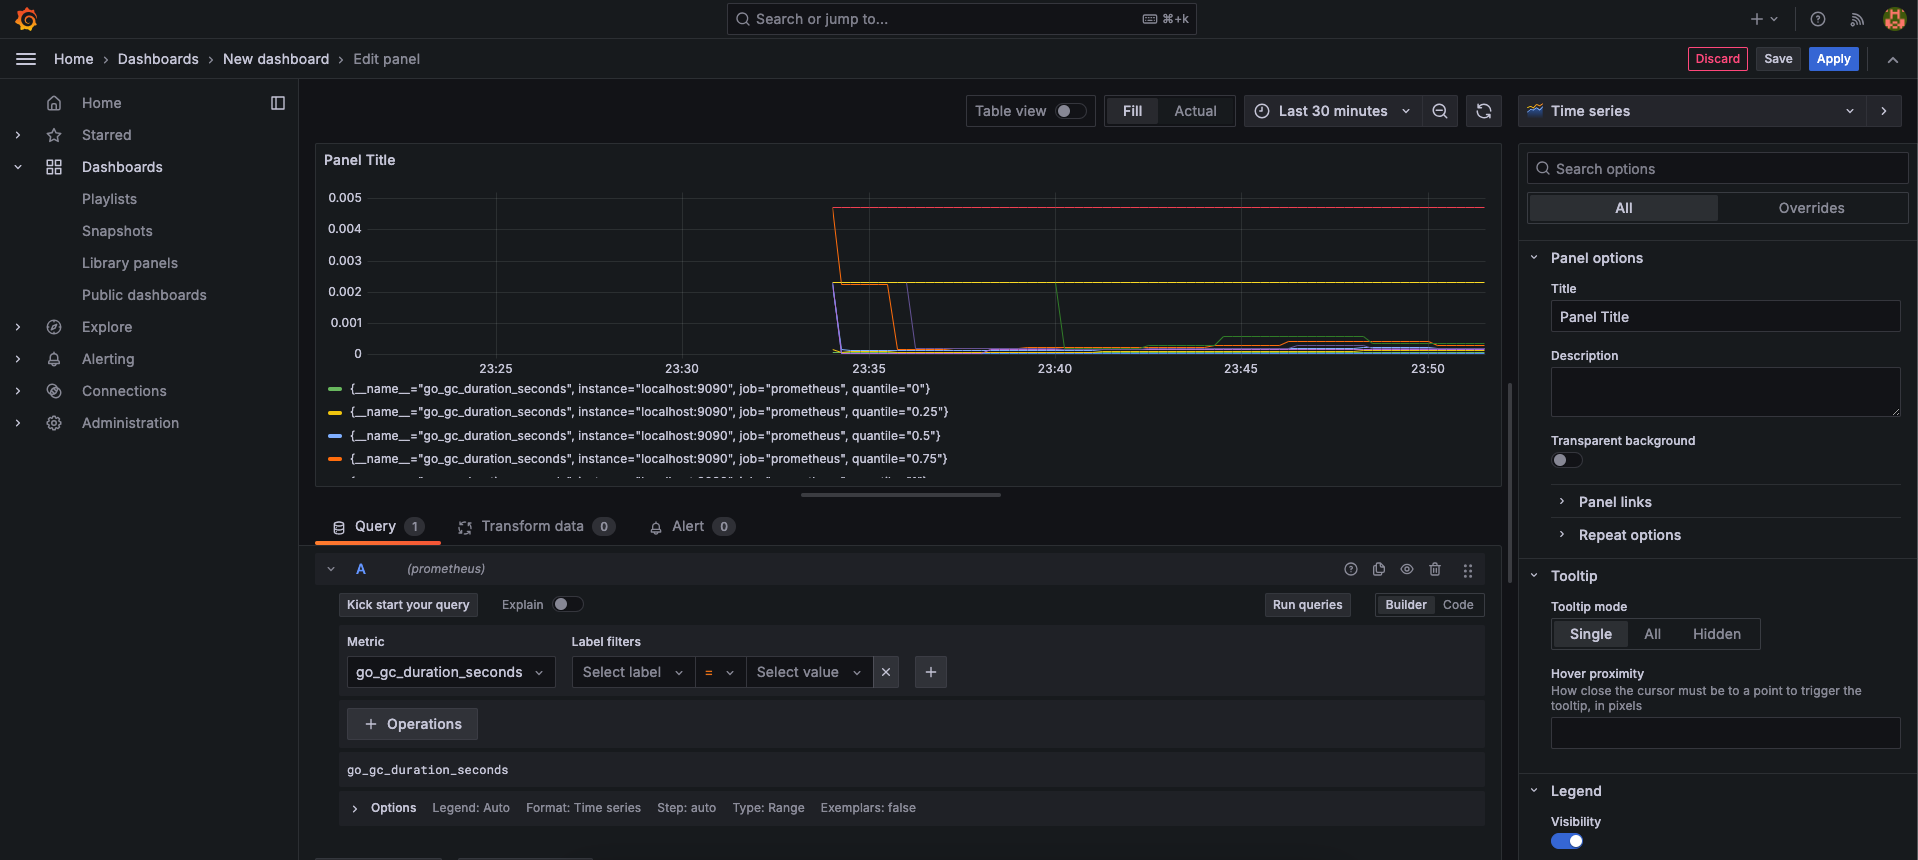 Search or jump to...
⌘+k
Home › Dashboards › New dashboard › Edit panel
Discard
Save
Apply
Home
Starred
Dashboards
Playlists
Snapshots
Library panels
Public dashboards
Explore
Alerting
Connections
Administration
Table view
Fill
Actual
Last 30 minutes
Time series
Panel Title
0.005
0.004
0.003
0.002
0.001
0
23:25
23:30
23:35
23:40
23:45
23:50
{__name__="go_gc_duration_seconds", instance="localhost:9090", job="prometheus", quantile="0"}
{__name__="go_gc_duration_seconds", instance="localhost:9090", job="prometheus", quantile="0.25"}
{__name__="go_gc_duration_seconds", instance="localhost:9090", job="prometheus", quantile="0.5"}
{__name__="go_gc_duration_seconds", instance="localhost:9090", job="prometheus", quantile="0.75"}
Query 1
Transform data 0
Alert 0
A
(prometheus)
Kick start your query
Explain
Run queries
Builder
Code
Metric
Label filters
go_gc_duration_seconds
Select label
=
Select value
+ Operations
go_gc_duration_seconds
Options
Legend: Auto
Format: Time series
Step: auto
Type: Range
Exemplars: false
Search options
All
Overrides
Panel options
Title
Panel Title
Description
Transparent background
Panel links
Repeat options
Tooltip
Tooltip mode
Single
All
Hidden
Hover proximity
How close the cursor must be to a point to trigger the
tooltip, in pixels
Legend
Visibility